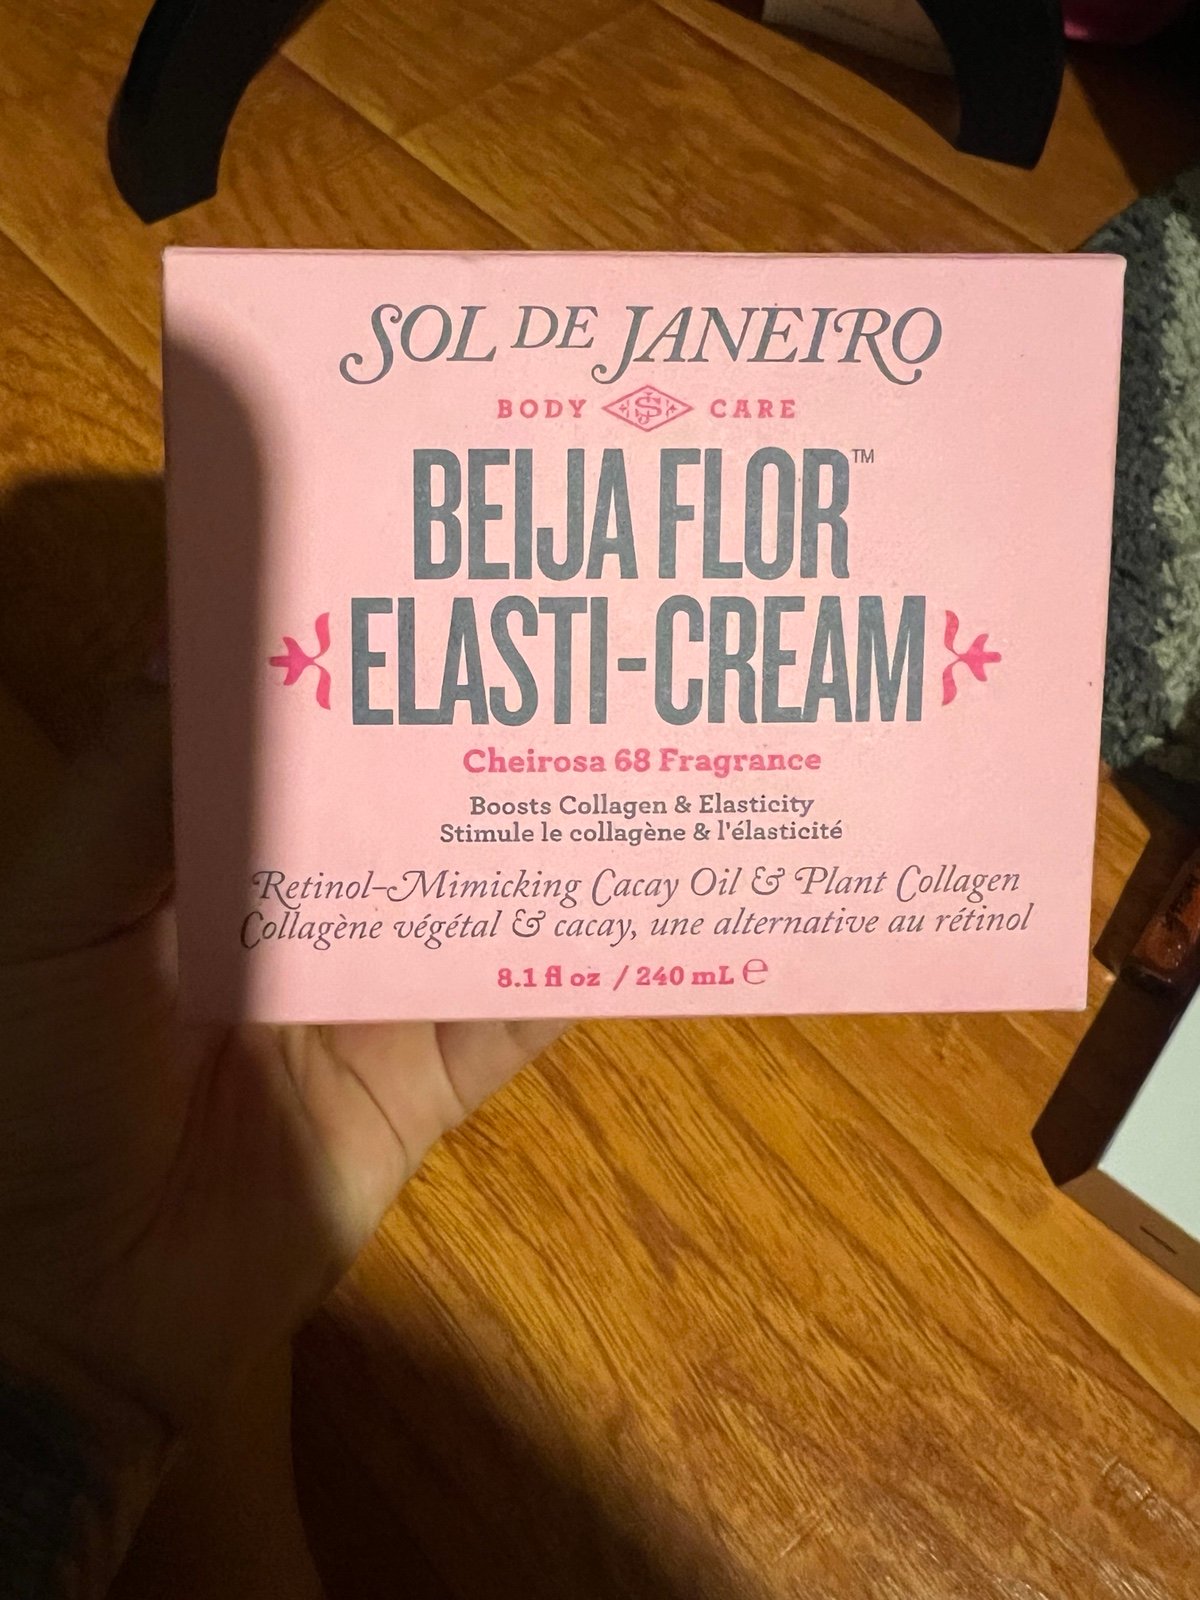 SOL DE JANEIRO
BODY CARE
BEIJA FLOR™
ELASTI-CREAM
Cheirosa 68 Fragrance
Boosts Collagen & Elasticity
Stimule le collagène & l'élasticité
Retinol-Mimicking Cacay Oil & Plant Collagen
Collagène végétal & cacay, une alternative au rétinol
8.1 fl oz / 240 mL ℮